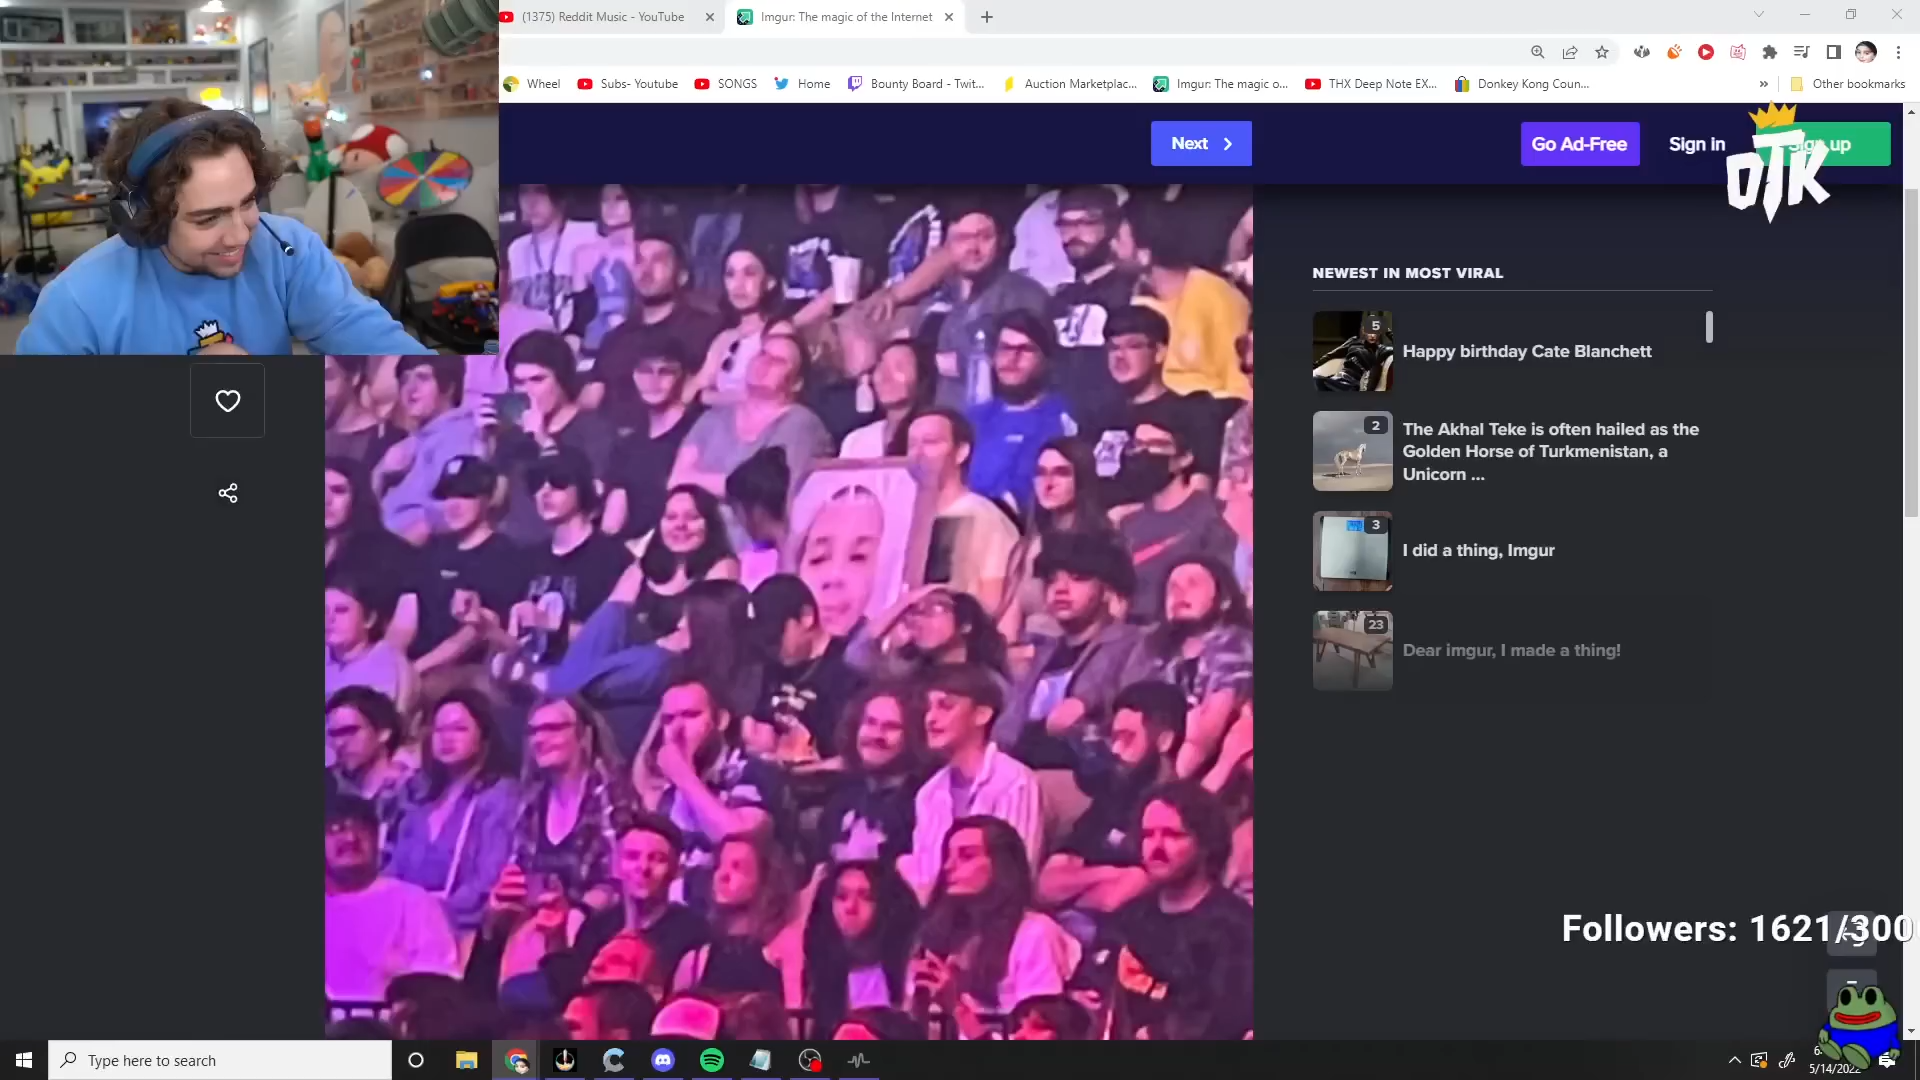 (1375) Reddit Music - YouTube
Imgur: The magic of the Internet
Wheel
Subs- Youtube
SONGS
Home
Bounty Board - Twit...
Auction Marketplac...
Imgur: The magic o...
THX Deep Note EX...
Donkey Kong Coun...
»
Other bookmarks
Next
Go Ad-Free
Sign in
Sign up
OTK
NEWEST IN MOST VIRAL
5
Happy birthday Cate Blanchett
2
The Akhal Teke is often hailed as the
Golden Horse of Turkmenistan, a
Unicorn ...
3
I did a thing, Imgur
23
Dear imgur, I made a thing!
Followers: 1621/300
Type here to search
5/14/2022